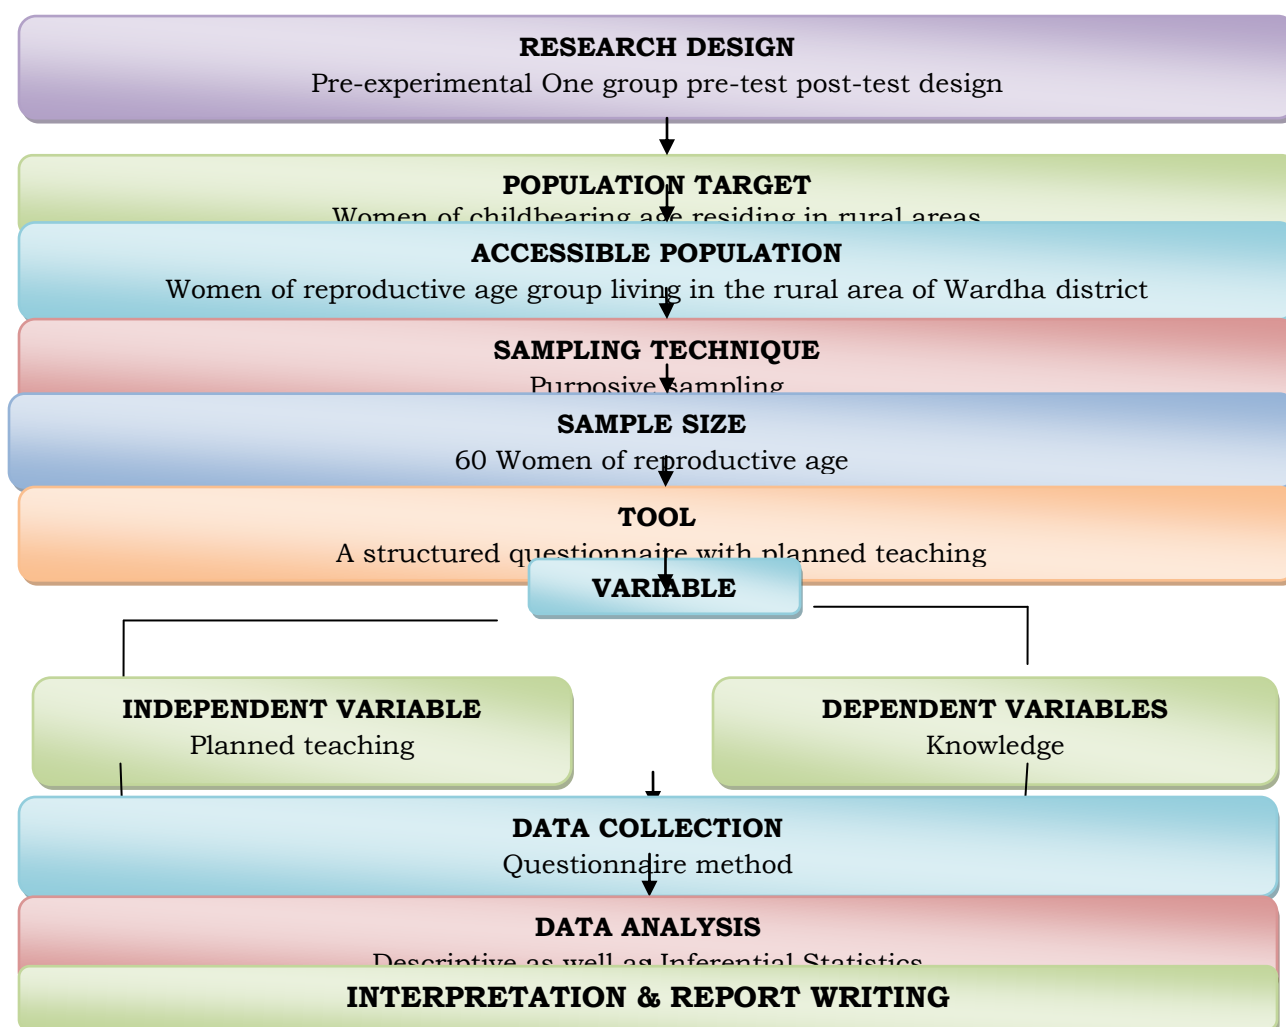 RESEARCH DESIGN
Pre-experimental One group pre-test post-test design
POPULATION TARGET
Women of childbearing age residing in rural areas
ACCESSIBLE POPULATION
Women of reproductive age group living in the rural area of Wardha district
SAMPLING TECHNIQUE
Purposive sampling
SAMPLE SIZE
60 Women of reproductive age
TOOL
A structured questionnaire with planned teaching
VARIABLE
INDEPENDENT VARIABLE
Planned teaching
DEPENDENT VARIABLES
Knowledge
DATA COLLECTION
Questionnaire method
DATA ANALYSIS
Descriptive as well as Inferential Statistics
INTERPRETATION & REPORT WRITING